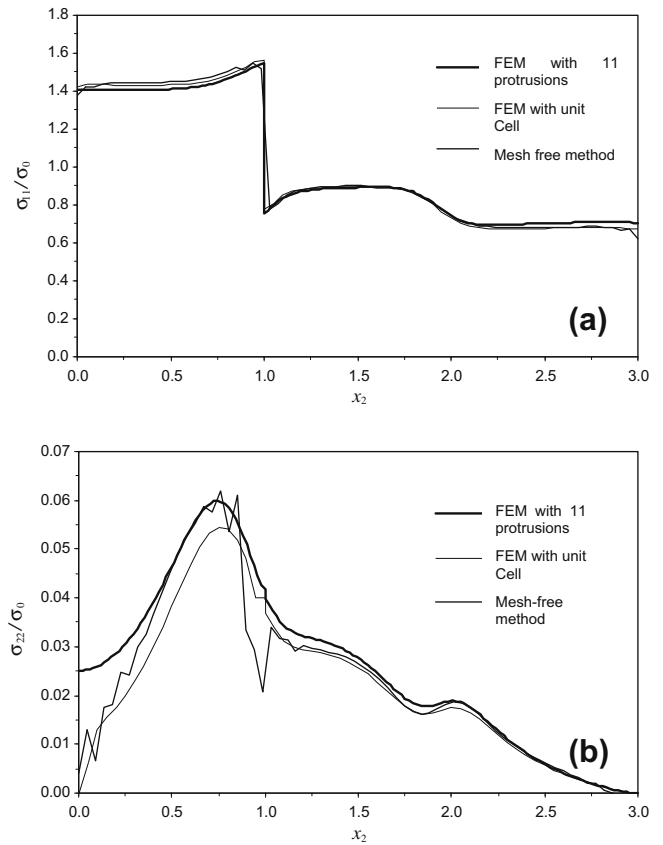 1.8
1.6
1.4
1.2
1.0
0.8
0.6
0.4
0.2
0.0
σ11/σ0
FEM with 11
protrusions
FEM with unit
Cell
Mesh free method
(a)
0.0 0.5 1.0 1.5 2.0 2.5 3.0
x2
0.07
0.06
0.05
0.04
0.03
0.02
0.01
0.00
σ22/σ0
FEM with 11
protrusions
FEM with unit
Cell
Mesh-free
method
(b)
0.0 0.5 1.0 1.5 2.0 2.5 3.0
x2